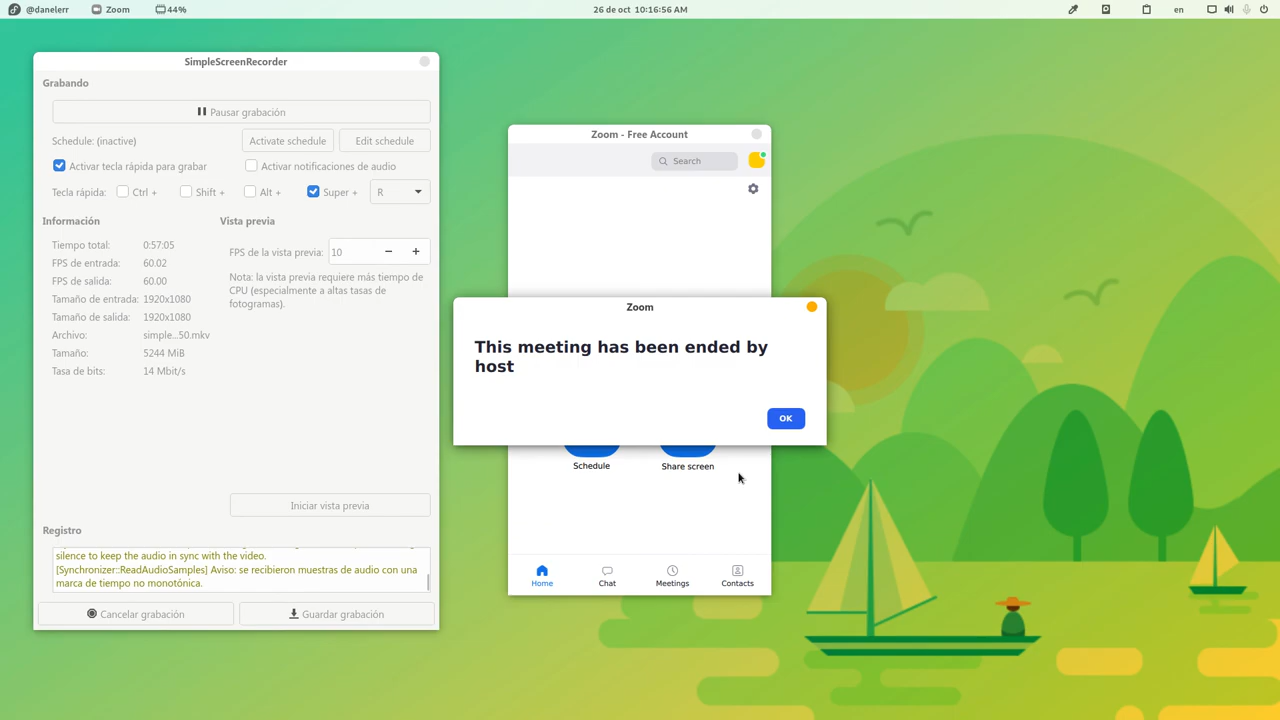 @danelerr
Zoom
44%
26 de oct 10:16:56 AM
en
SimpleScreenRecorder
Grabando
Pausar grabación
Schedule: (inactive)
Activate schedule
Edit schedule
Activar tecla rápida para grabar
Activar notificaciones de audio
Tecla rápida:
Ctrl +
Shift +
Alt +
Super +
R
Información
Tiempo total: 0:57:05
FPS de entrada: 60.02
FPS de salida: 60.00
Tamaño de entrada: 1920x1080
Tamaño de salida: 1920x1080
Archivo: simple...50.mkv
Tamaño: 5244 MiB
Tasa de bits: 14 Mbit/s
Vista previa
FPS de la vista previa: 10
Nota: la vista previa requiere más tiempo de
CPU (especialmente a altas tasas de
fotogramas).
Iniciar vista previa
Registro
silence to keep the audio in sync with the video.
[Synchronizer::ReadAudioSamples] Aviso: se recibieron muestras de audio con una
marca de tiempo no monotónica.
Cancelar grabación
Guardar grabación
Zoom - Free Account
Search
Zoom
This meeting has been ended by
host
OK
Schedule
Share screen
Home
Chat
Meetings
Contacts